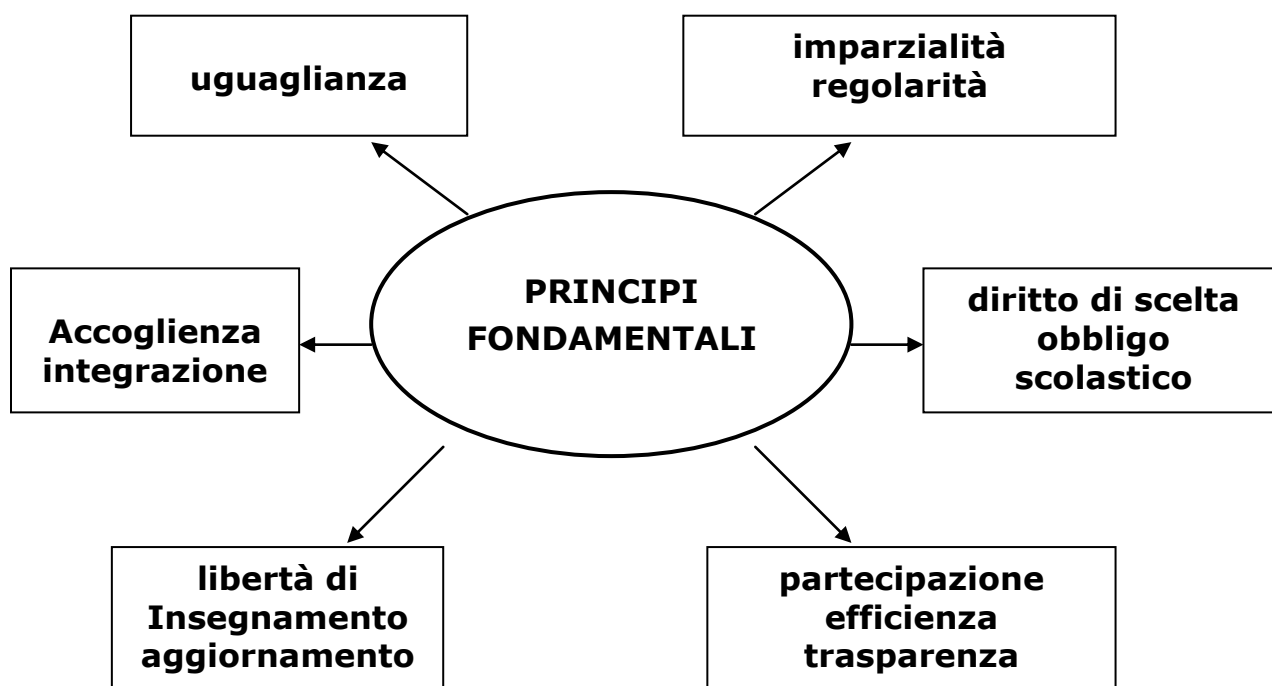 uguaglianza
imparzialità
regolarità
PRINCIPI
FONDAMENTALI
Accoglienza
integrazione
diritto di scelta
obbligo
scolastico
libertà di
Insegnamento
aggiornamento
partecipazione
efficienza
trasparenza